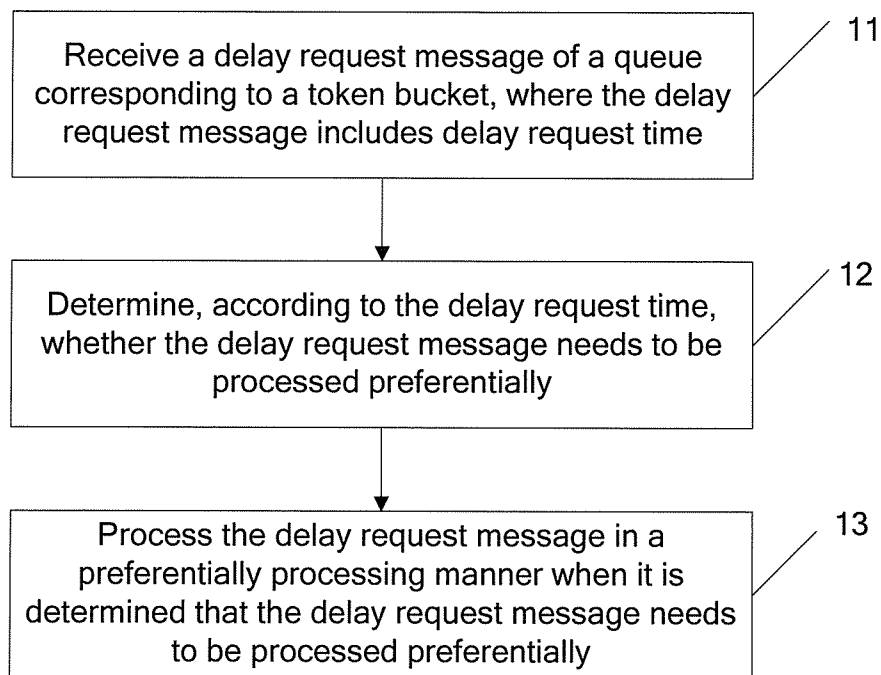 Receive a delay request message of a queue
corresponding to a token bucket, where the delay
request message includes delay request time
11
Determine, according to the delay request time,
whether the delay request message needs to be
processed preferentially
12
Process the delay request message in a
preferentially processing manner when it is
determined that the delay request message needs
to be processed preferentially
13